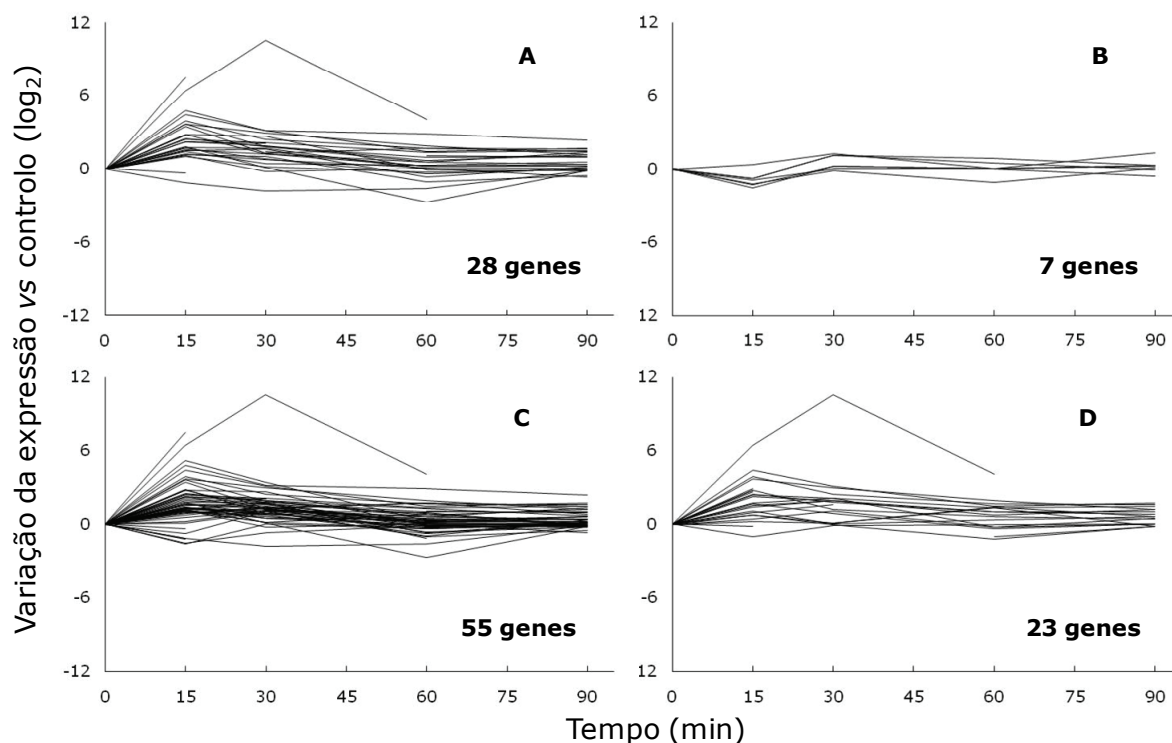 Variação da expressão vs controlo (log2)
12
6
0
-6
-12
A
28 genes
0 15 30 45 60 75 90
12
6
0
-6
12
B
7 genes
0 15 30 45 60 75 90
12
6
0
-6
-12
C
55 genes
0 15 30 45 60 75 90
12
6
0
-6
12
D
23 genes
0 15 30 45 60 75 90
Tempo (min)